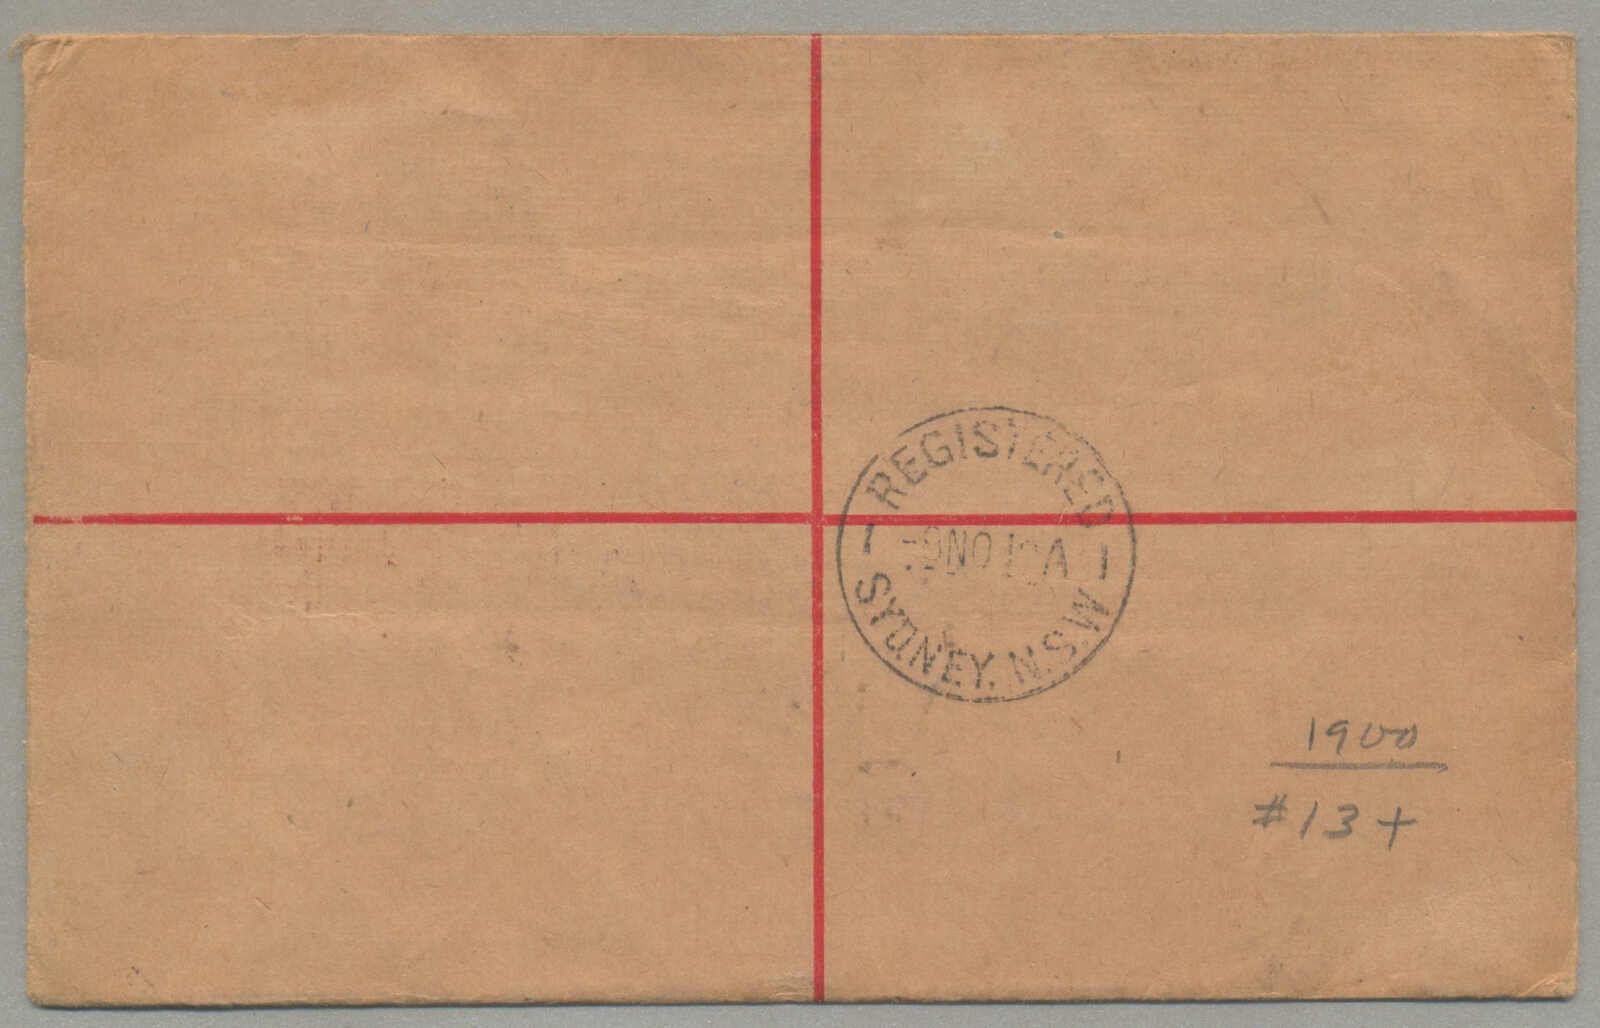 REGISTERED
SYDNEY. N.S.W
1900
#13+